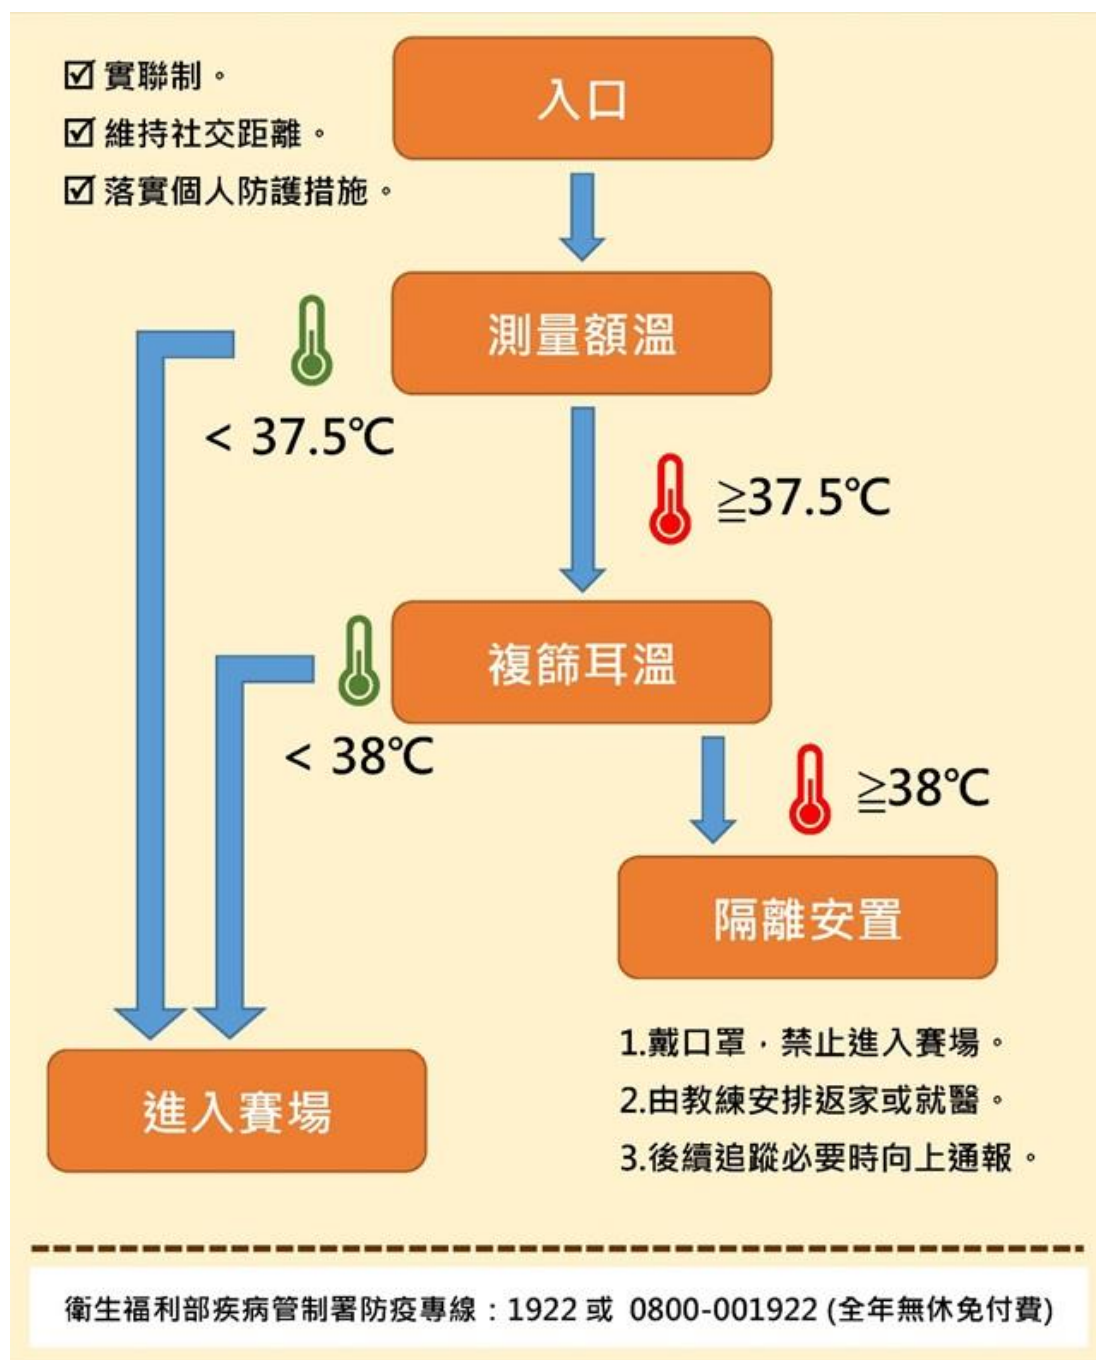 ☑ 實聯制。
☑ 維持社交距離。
☑ 落實個人防護措施。
入口
測量額溫
< 37.5℃
≧37.5℃
複篩耳溫
< 38℃
≧38℃
隔離安置
1.戴口罩，禁止進入賽場。
2.由教練安排返家或就醫。
3.後續追蹤必要時向上通報。
進入賽場
衛生福利部疾病管制署防疫專線：1922 或 0800-001922 (全年無休免付費)